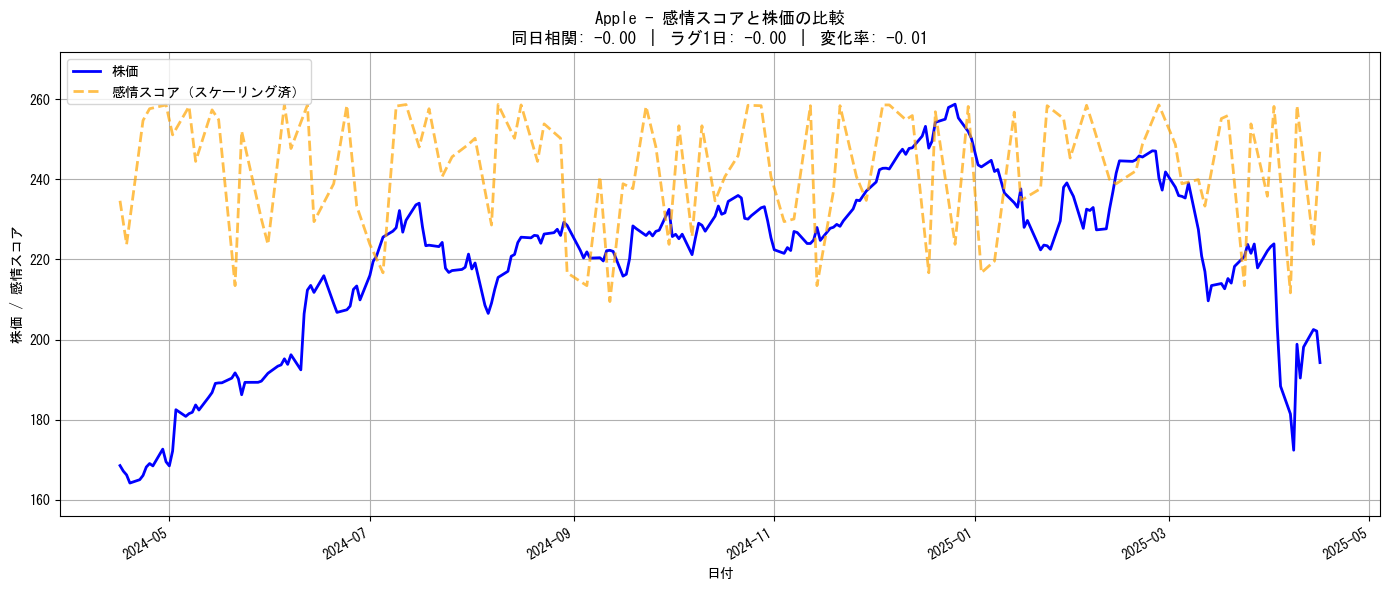 Apple - 感情スコアと株価の比較
同日相関: -0.00 | ラグ1日: -0.00 | 変化率: -0.01
株価
感情スコア (スケーリング済)
株価 / 感情スコア
260
240
220
200
180
160
2024-05
2024-07
2024-09
2024-11
2025-01
2025-03
2025-05
日付